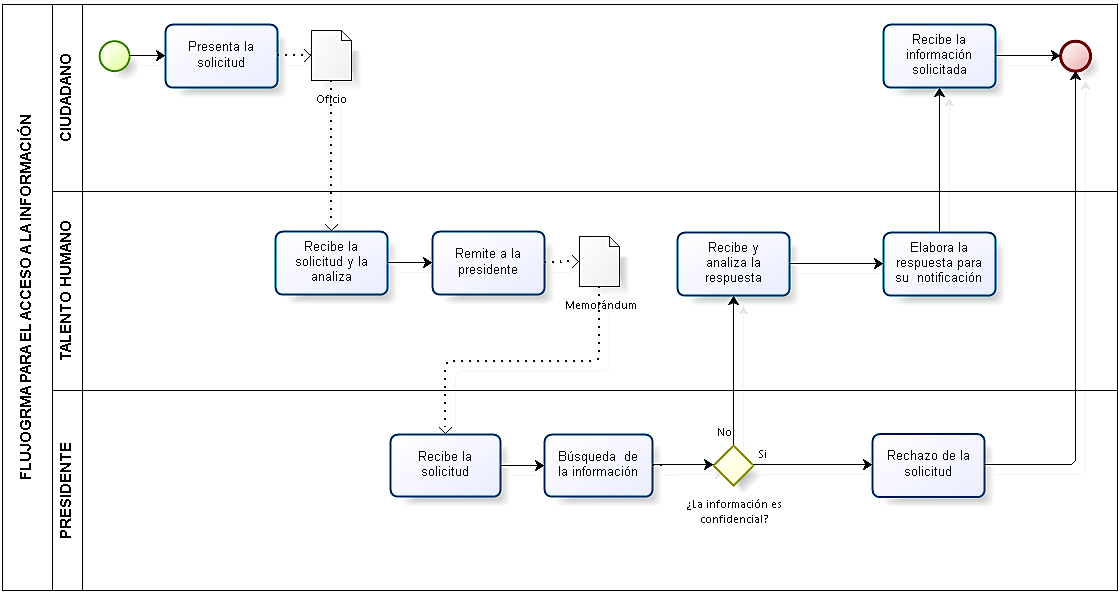 FLUJOGRMA PARA EL ACCESO A LA INFORMACIÓN
CIUDADANO
Presenta la
solicitud
Oficio
Recibe la
información
solicitada
TALENTO HUMANO
Recibe la
solicitud y la
analiza
Remite a la
presidente
Memorándum
Recibe y
analiza la
respuesta
Elabora la
respuesta para
su notificación
PRESIDENTE
Recibe la
solicitud
Búsqueda de
la información
No
Si
¿La información es
confidencial?
Rechazo de la
solicitud